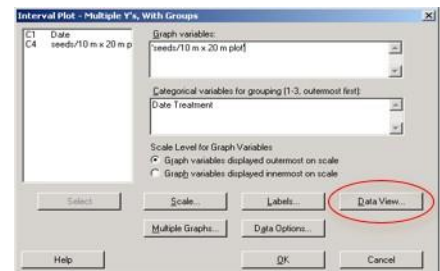 Interval Plot - Multiple Y's, With Groups
C1 Date
C4 seeds/10 m x 20 m p
Graph variables:
'seeds/10 m x 20 m plot'
Categorical variables for grouping (1-3, outermost first):
Date Treatment
Scale Level for Graph Variables
Graph variables displayed outermost on scale
Graph variables displayed innermost on scale
Select
Scale...
Labels...
Data View...
Multiple Graphs...
Data Options...
Help
OK
Cancel